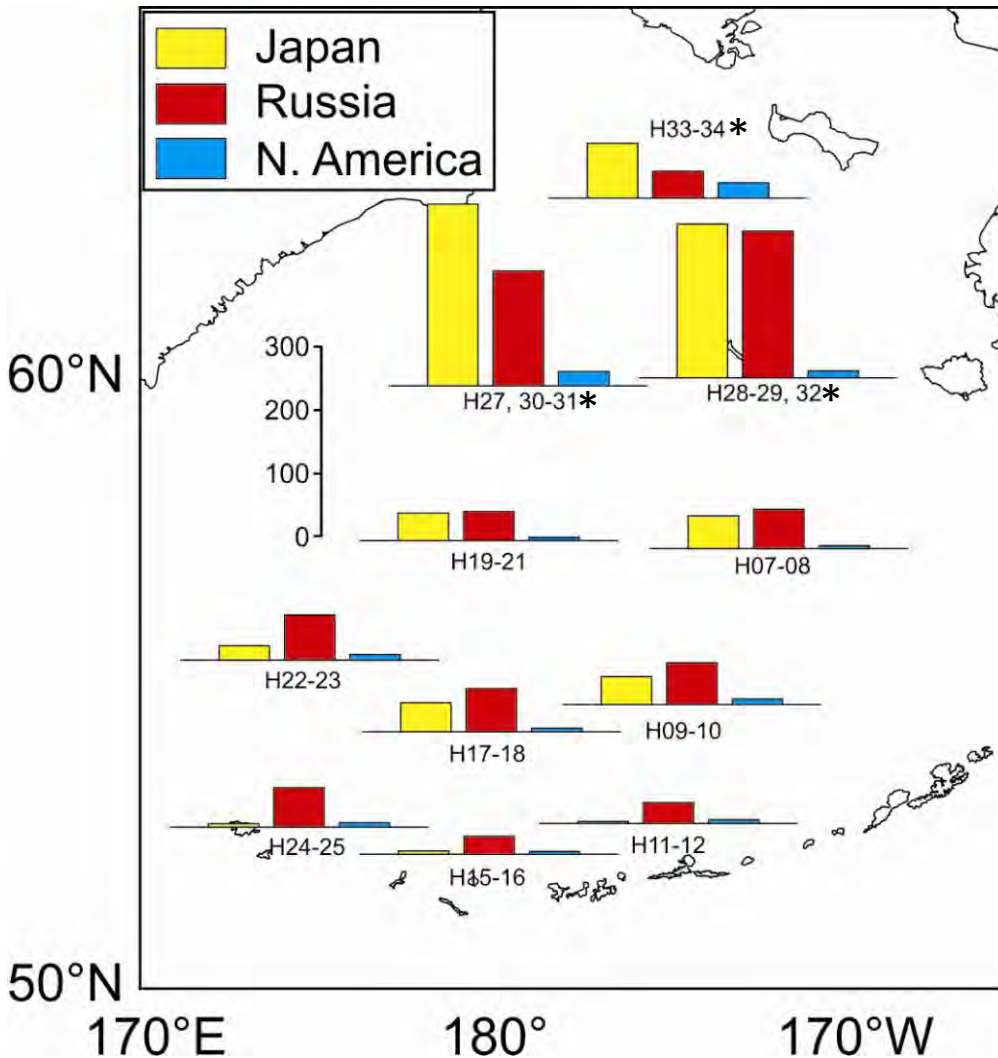 Japan
Russia
N. America
H33-34*
60°N
300
200
100
0
H27, 30-31*
H28-29, 32*
H19-21
H07-08
H22-23
H17-18
H09-10
H24-25
H15-16
H11-12
50°N
170°E
180°
170°W